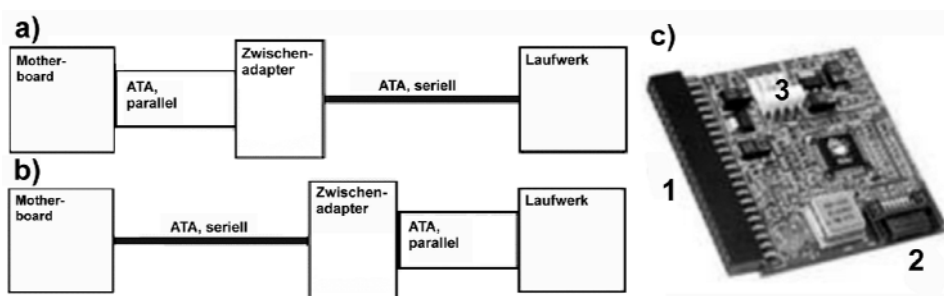 a)
Mother-
board
ATA,
parallel
Zwischen-
adapter
ATA, seriell
Laufwerk
b)
Mother-
board
ATA, seriell
Zwischen-
adapter
ATA,
parallel
Laufwerk
c)
3
1
2